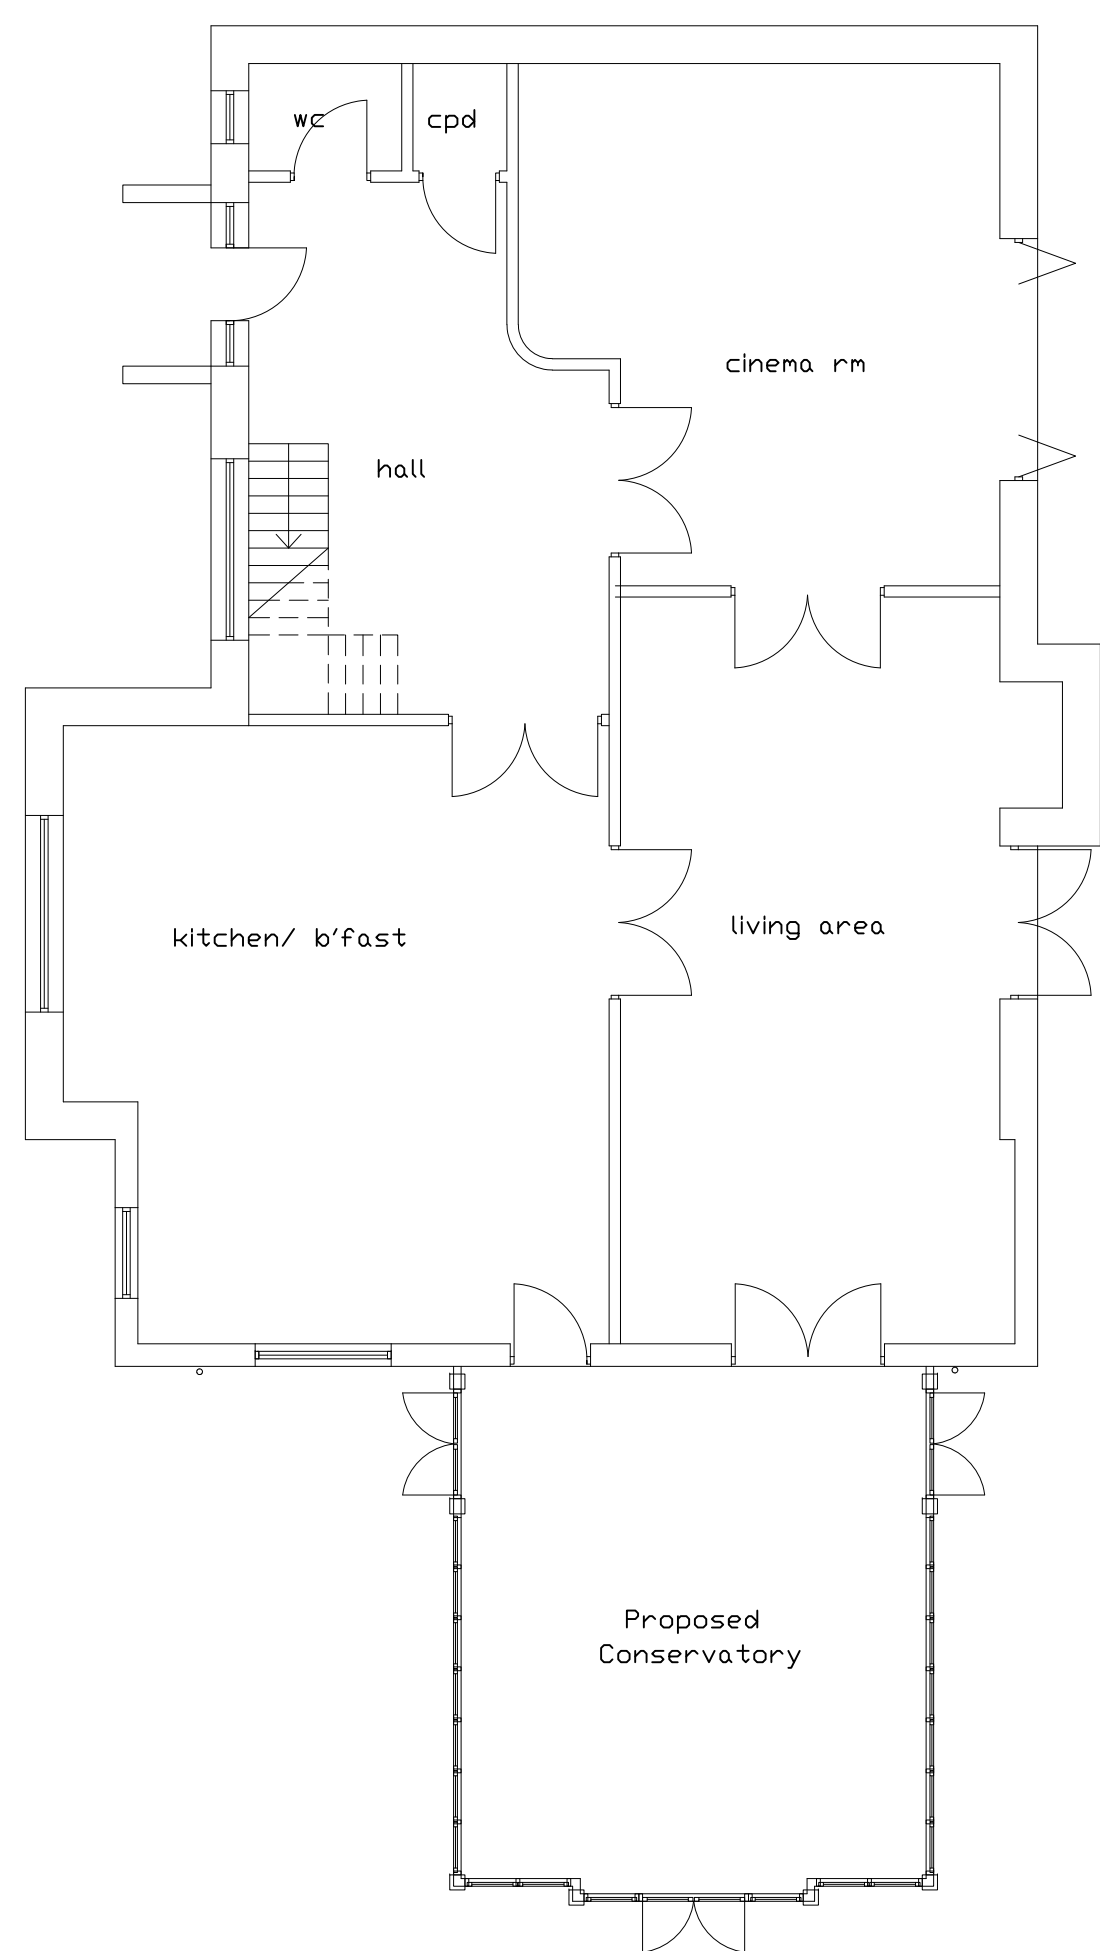 wc
cpd
cinema rm
hall
living area
kitchen/ b'fast
Proposed
Conservatory